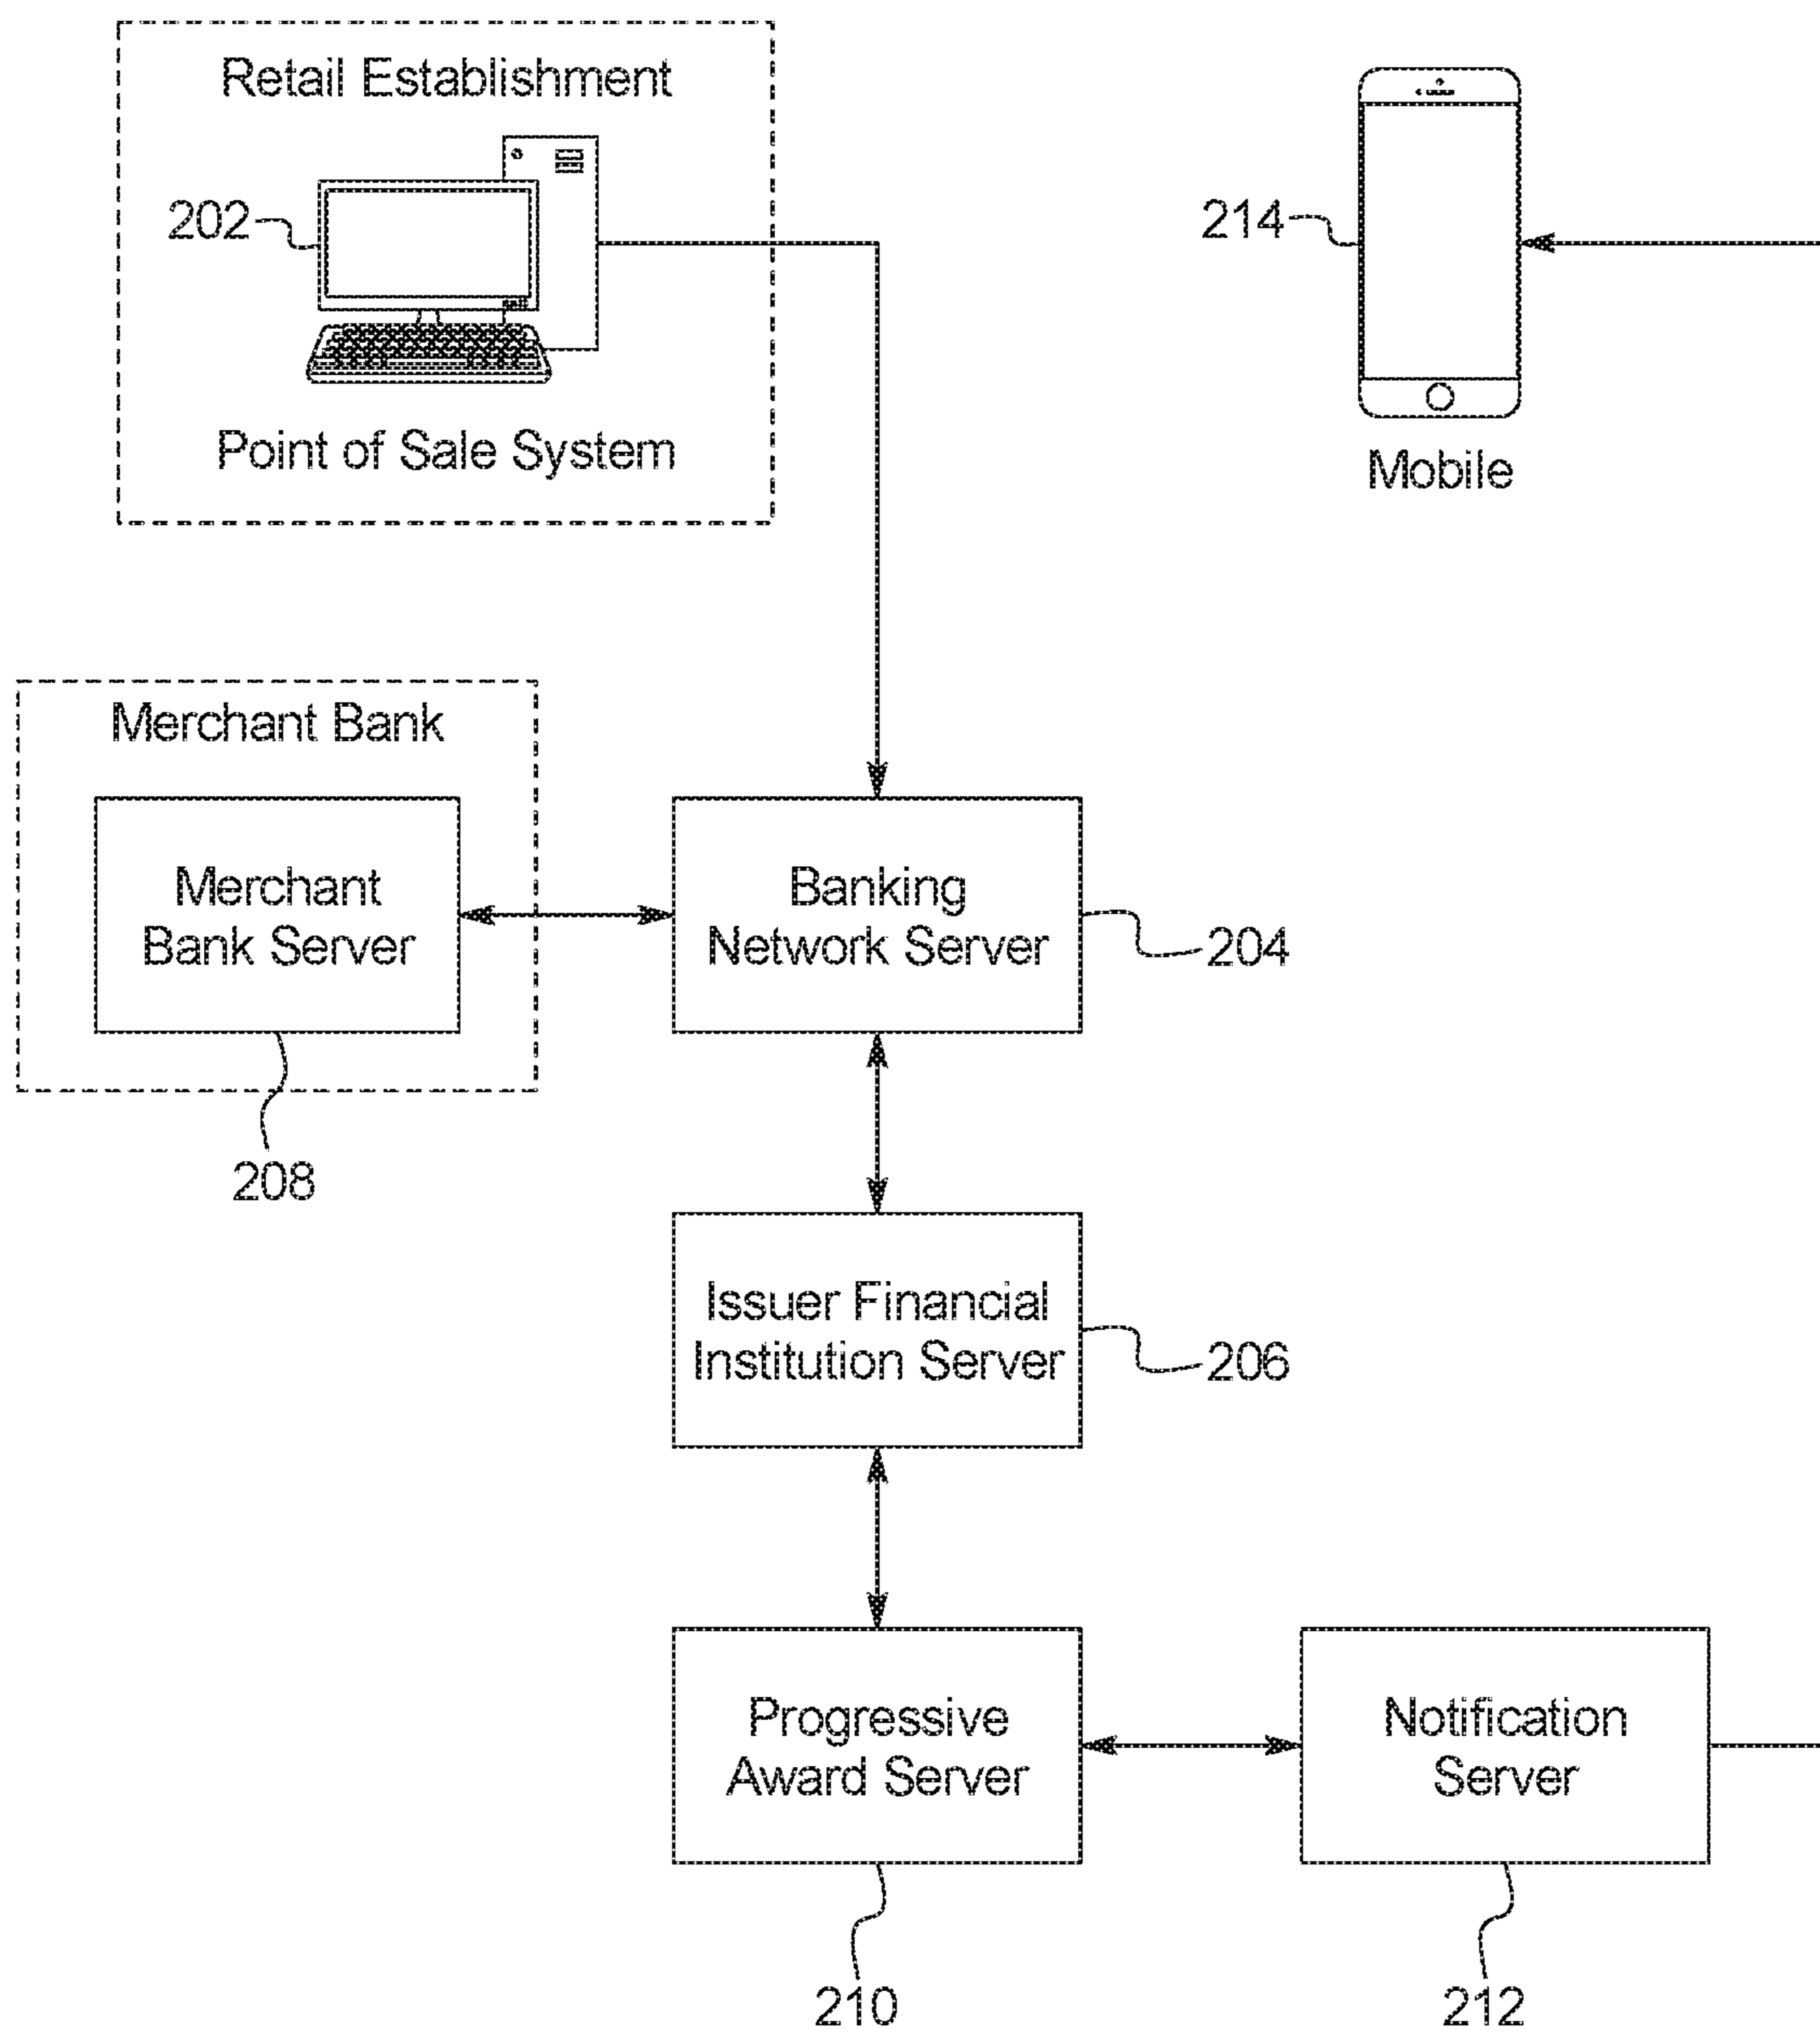 Retail Establishment
202
Point of Sale System
214
Mobile
Merchant Bank
Merchant
Bank Server
208
Banking
Network Server
204
Issuer Financial
Institution Server
206
Progressive
Award Server
210
Notification
Server
212